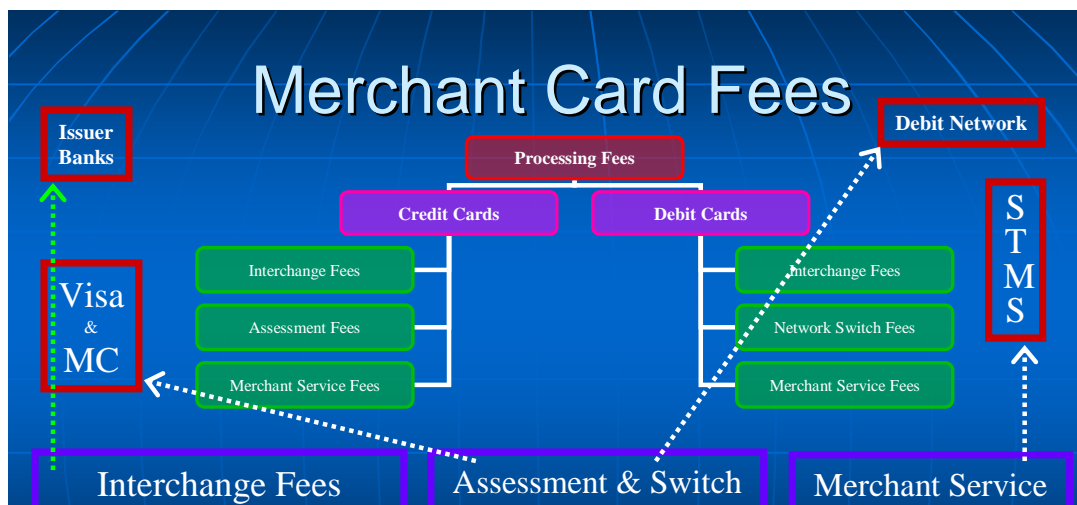 Merchant Card Fees
Issuer
Banks
Debit Network
Processing Fees
Credit Cards
Debit Cards
S
T
M
S
Interchange Fees
Interchange Fees
Visa
&
MC
Assessment Fees
Network Switch Fees
Merchant Service Fees
Merchant Service Fees
Interchange Fees
Assessment & Switch
Merchant Service